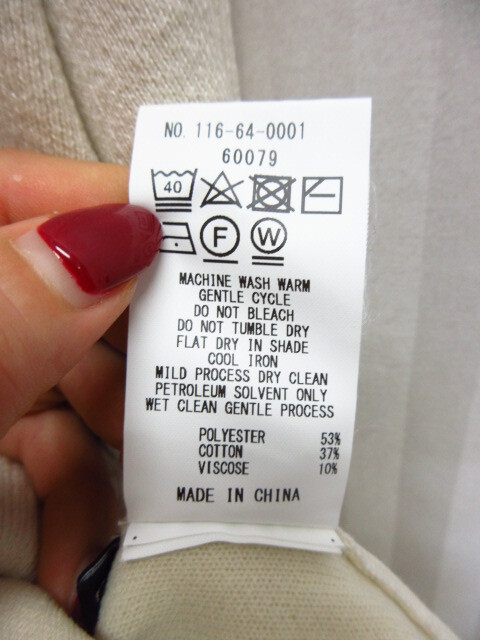 NO. 116-64-0001
60079
40
F W
MACHINE WASH WARM
GENTLE CYCLE
DO NOT BLEACH
DO NOT TUMBLE DRY
FLAT DRY IN SHADE
COOL IRON
MILD PROCESS DRY CLEAN
PETROLEUM SOLVENT ONLY
WET CLEAN GENTLE PROCESS
POLYESTER 53%
COTTON 37%
VISCOSE 10%
MADE IN CHINA